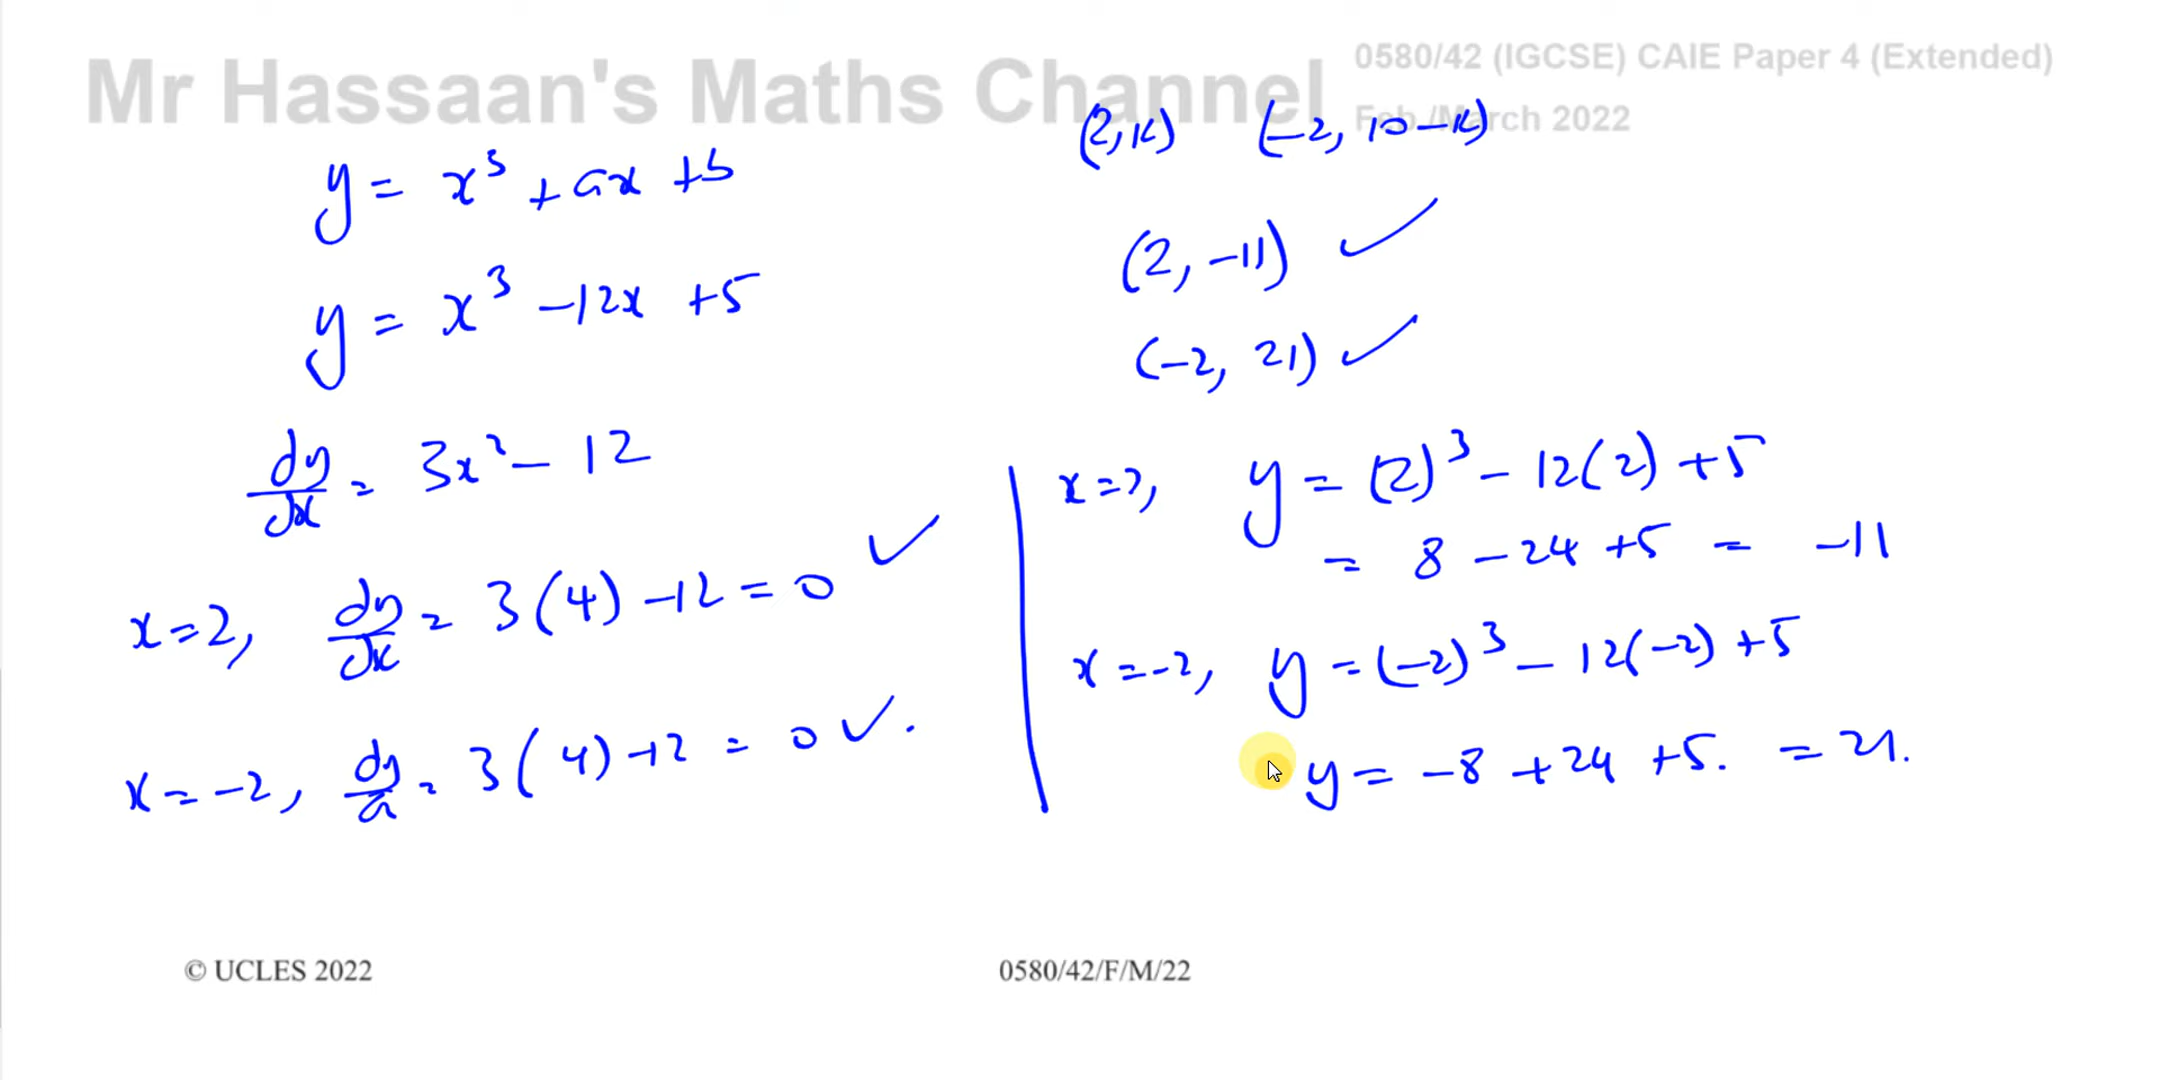 Mr Hassaan's Maths Channel
0580/42 (IGCSE) CAIE Paper 4 (Extended)
Feb /March 2022
(2, k) (-2, 10-k)
y = x³ + ax + b
y = x³ - 12x + 5
dy/dx = 3x² - 12
x=2, dy/dx = 3(4) - 12 = 0 ✓
x = -2, dy/dx = 3(4) - 12 = 0 ✓.
(2, -11) ✓
(-2, 21) ✓
x=2, y = (2)³ - 12(2) + 5
= 8 - 24 + 5 = -11
x = -2, y = (-2)³ - 12(-2) + 5
y = -8 + 24 + 5. = 21.
© UCLES 2022
0580/42/F/M/22